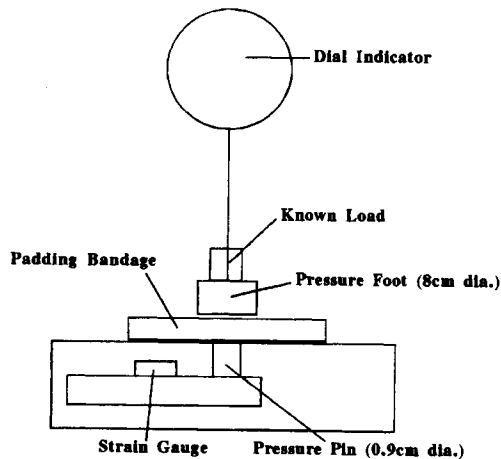 Dial Indicator
Known Load
Padding Bandage
Pressure Foot (8cm dia.)
Strain Gauge
Pressure Pin (0.9cm dia.)